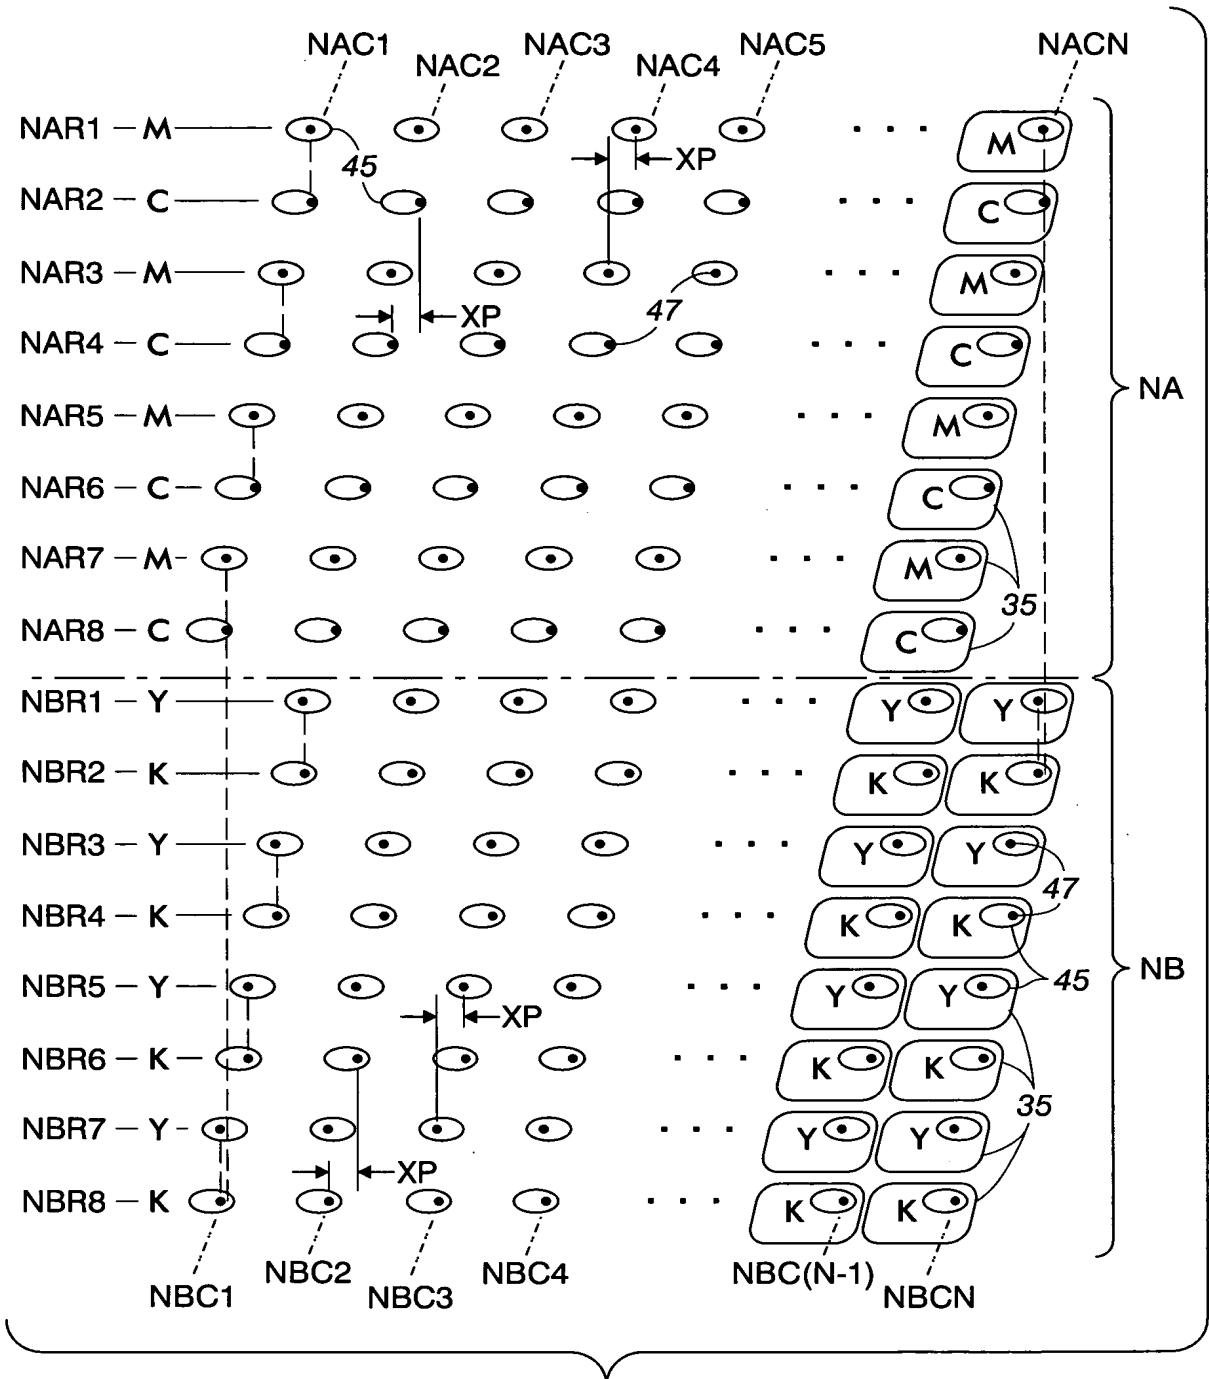 NAC1 NAC3 NAC5 NACN
NAC2 NAC4
NAR1 — M M
45 XP
NAR2 — C C
NAR3 — M M
XP 47
NAR4 — C C
NA
NAR5 — M M
NAR6 — C C
NAR7 — M M
35
NAR8 — C C
NBR1 — Y Y Y
NBR2 — K K K
NBR3 — Y Y Y
47
NBR4 — K K K
NB
NBR5 — Y Y Y 45
XP
NBR6 — K K K
35
NBR7 — Y Y Y
XP
NBR8 — K K K
NBC2 NBC4 NBC(N-1)
NBC1 NBC3 NBCN